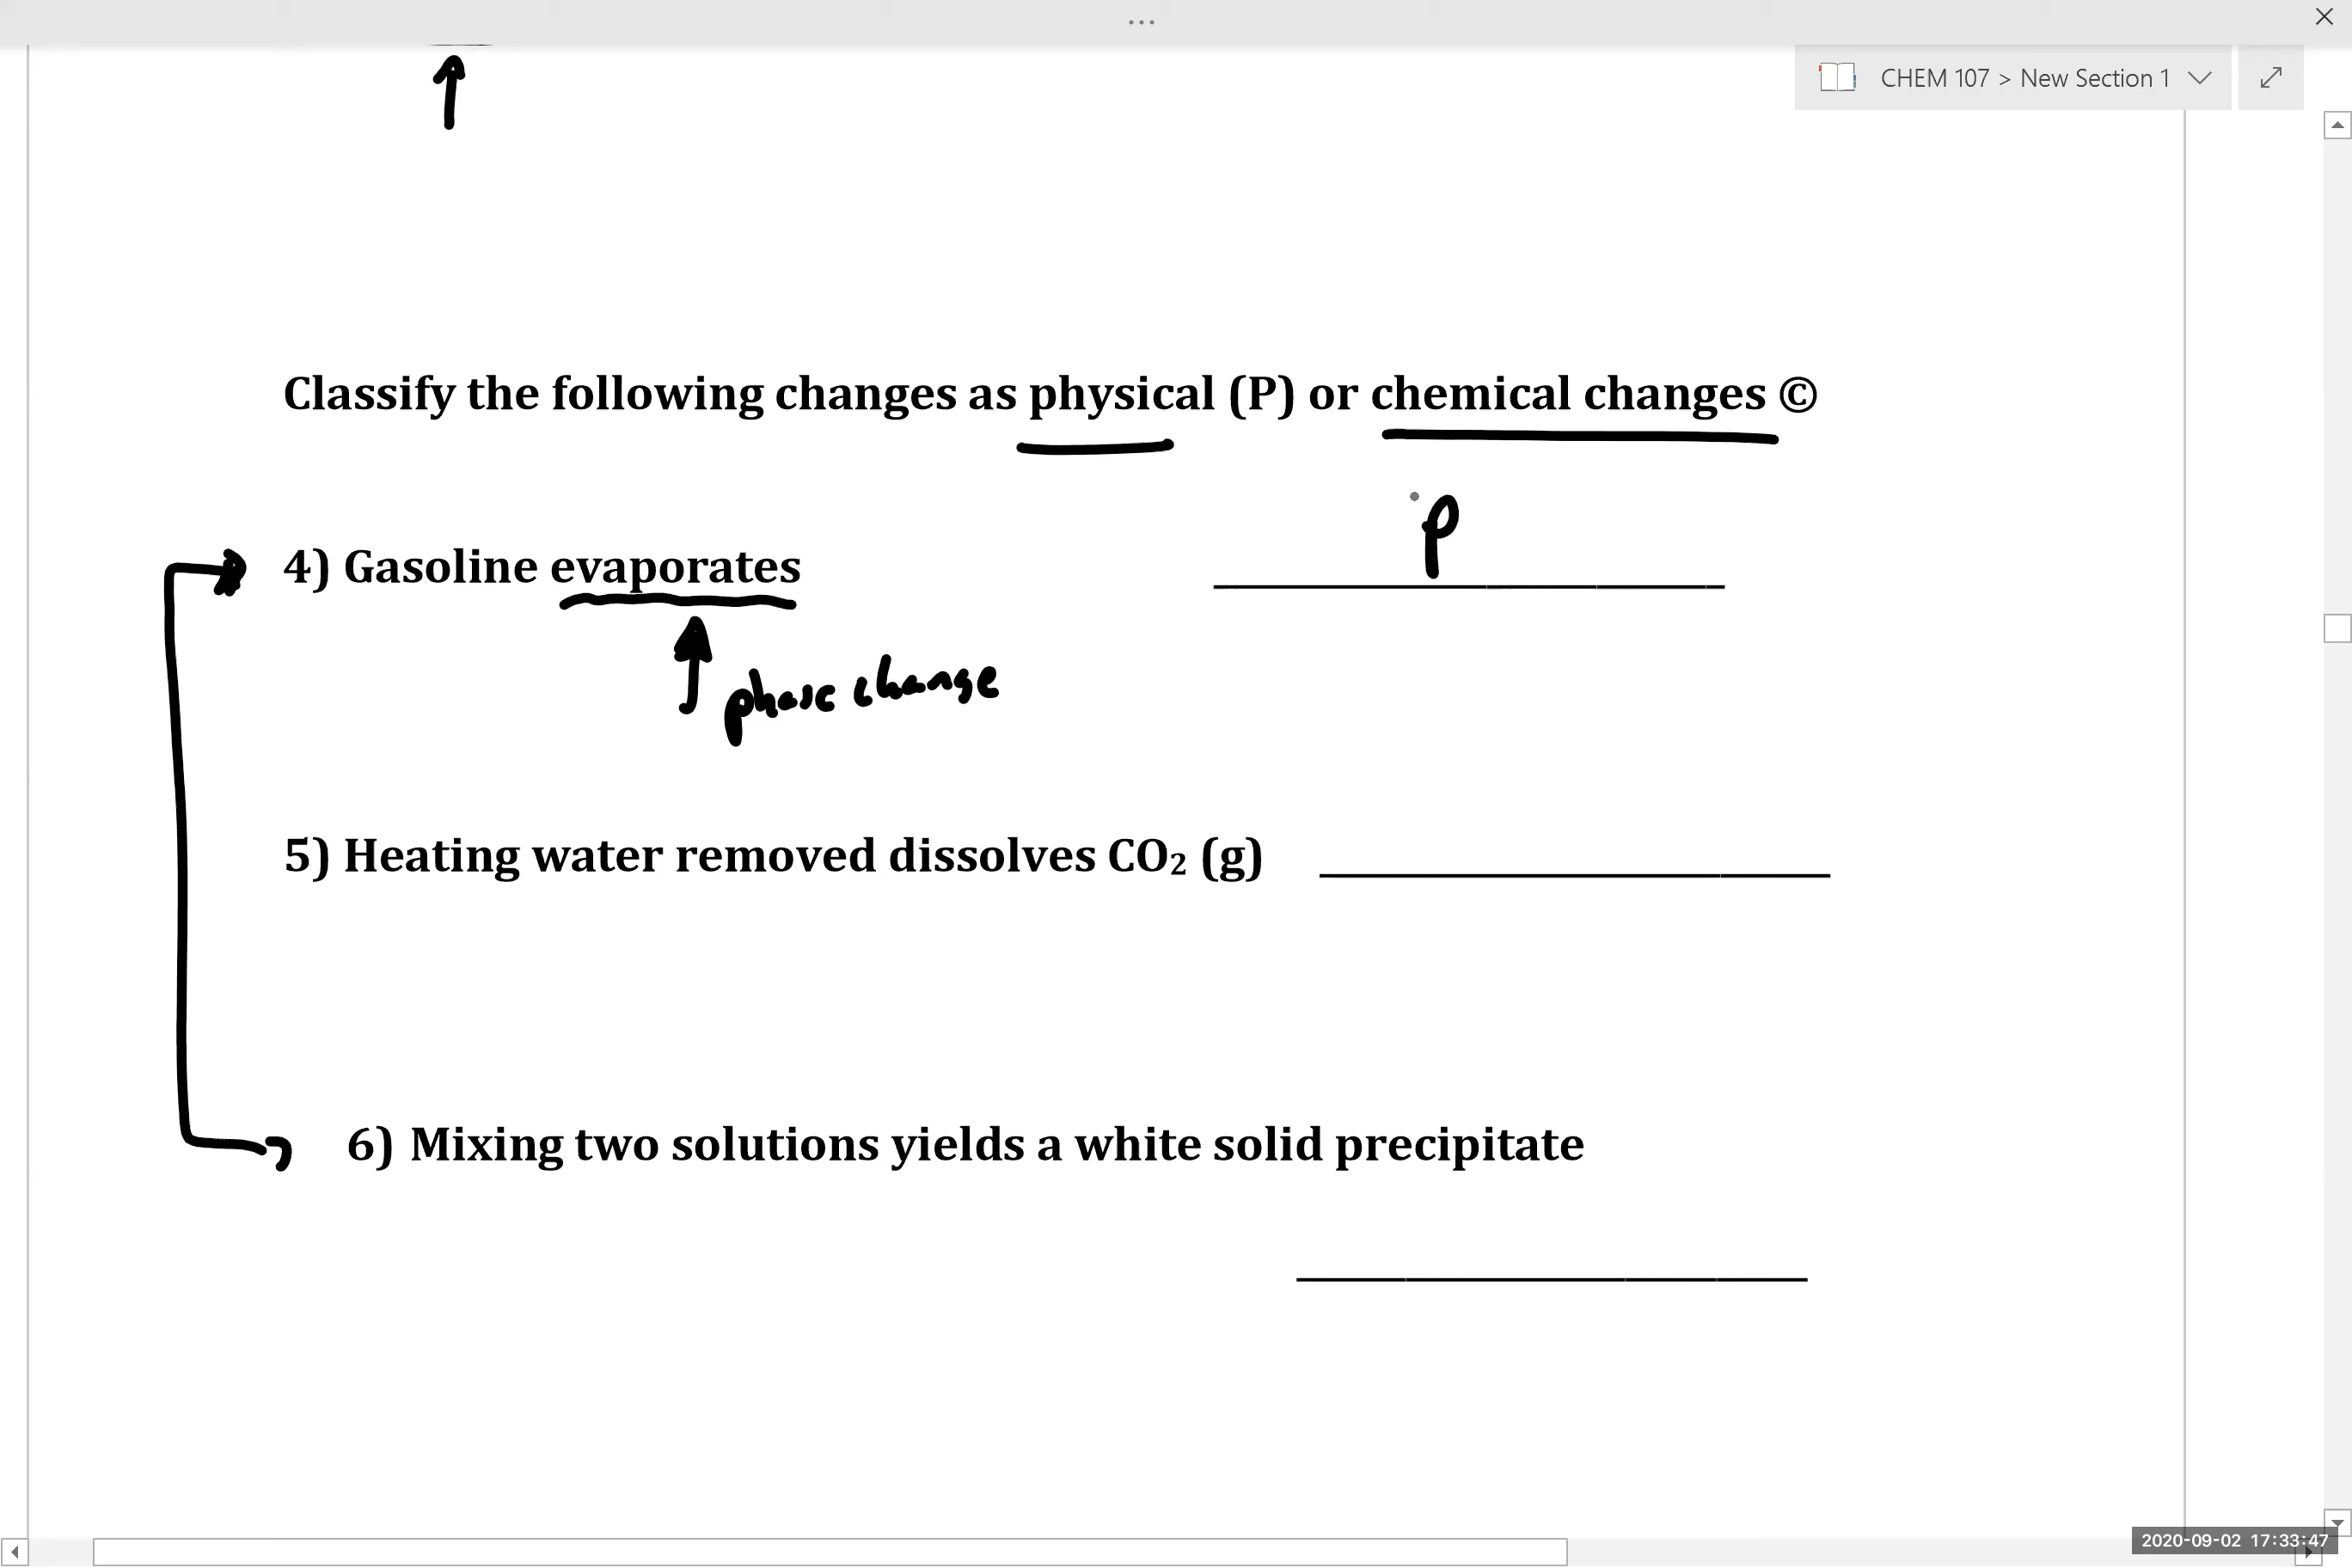 ...
CHEM 107 > New Section 1
Classify the following changes as physical (P) or chemical changes ©
P
4) Gasoline evaporates
phase change
5) Heating water removed dissolves CO₂ (g)
6) Mixing two solutions yields a white solid precipitate
2020-09-02 17:33:47